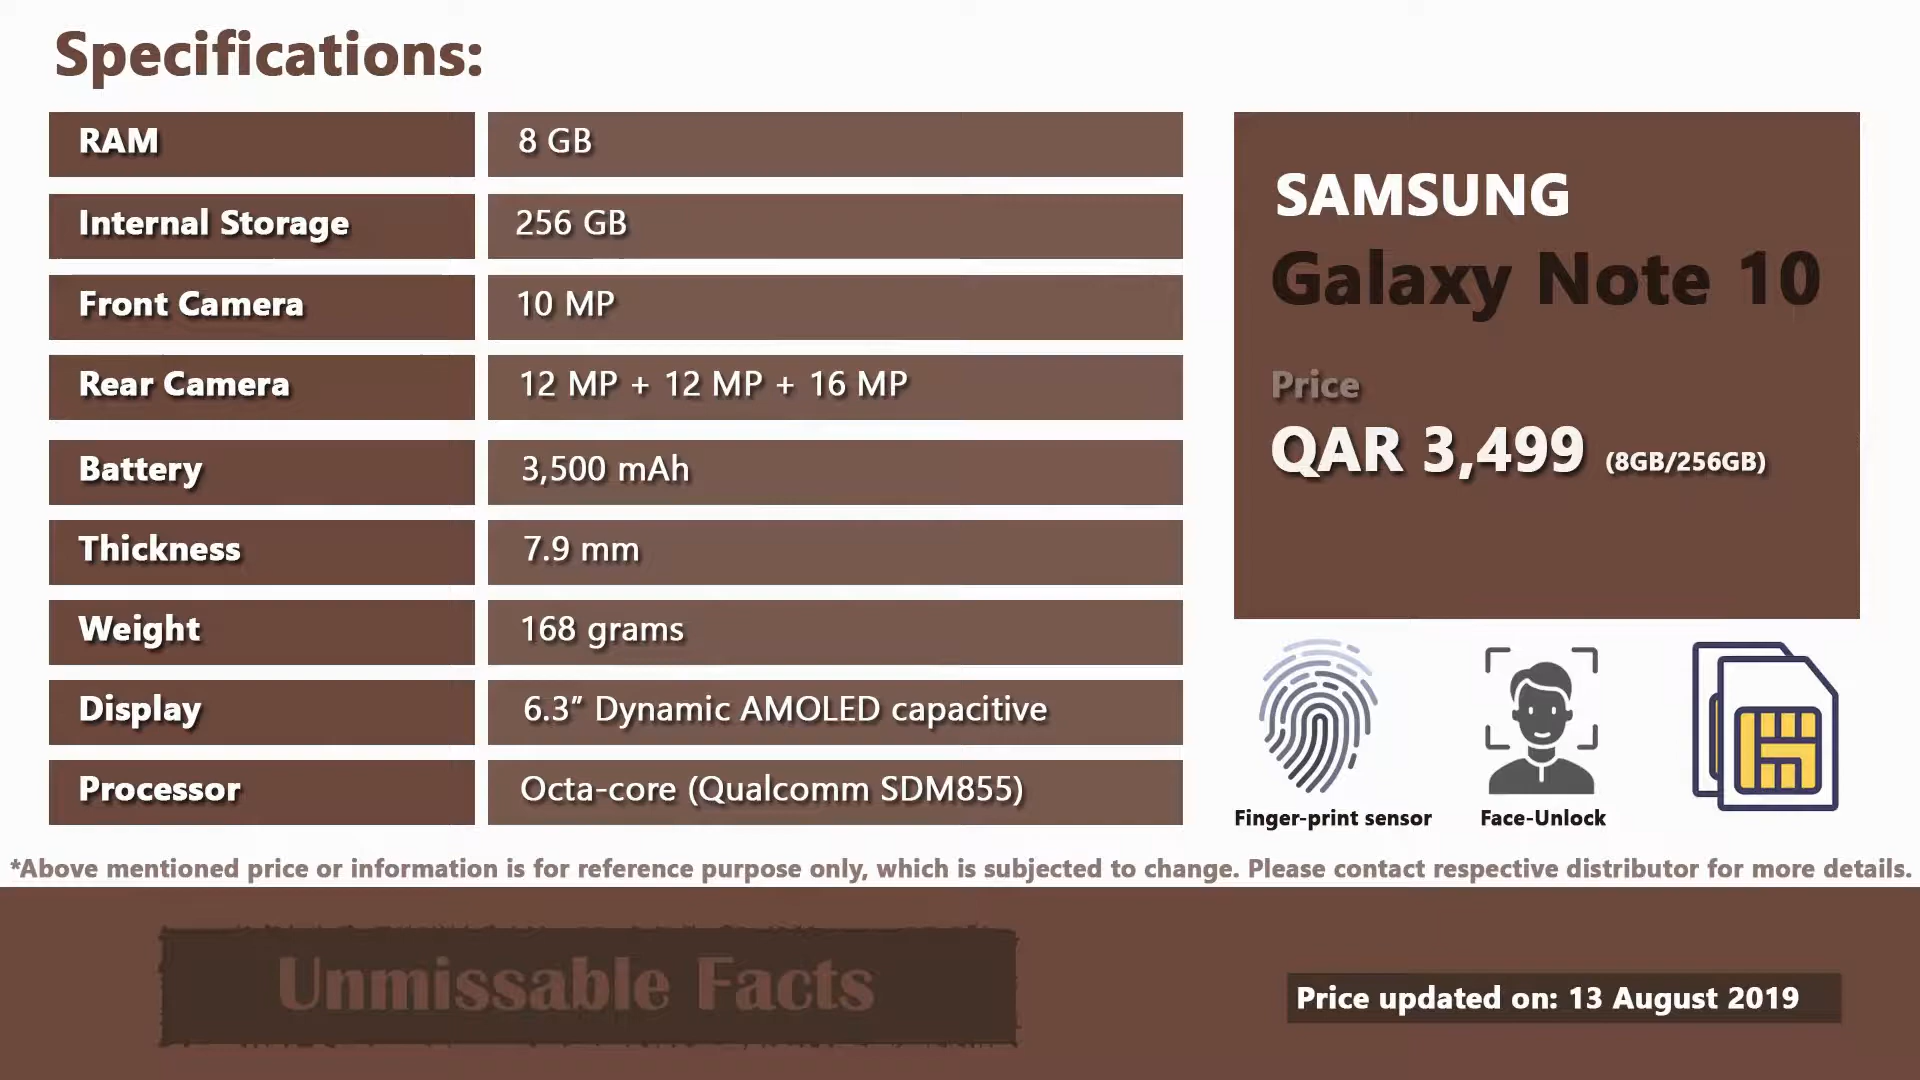 Specifications:
RAM 8 GB
Internal Storage 256 GB
Front Camera 10 MP
Rear Camera 12 MP + 12 MP + 16 MP
Battery 3,500 mAh
Thickness 7.9 mm
Weight 168 grams
Display 6.3” Dynamic AMOLED capacitive
Processor Octa-core (Qualcomm SDM855)
SAMSUNG
Galaxy Note 10
Price
QAR 3,499 (8GB/256GB)
Finger-print sensor
Face-Unlock
*Above mentioned price or information is for reference purpose only, which is subjected to change. Please contact respective distributor for more details.
Unmissable Facts
Price updated on: 13 August 2019